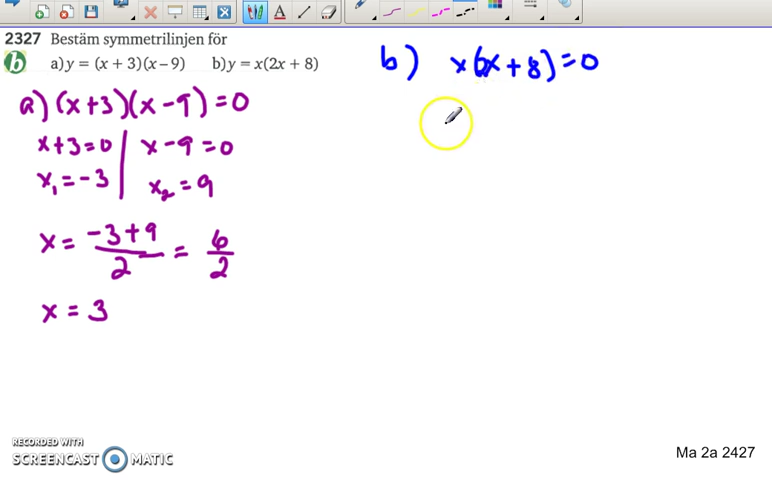 2327 Bestäm symmetrilinjen för
b a) y = (x + 3)(x − 9) b) y = x(2x + 8)
a) (x+3)(x−9)=0
x+3=0 | x−9=0
x₁=−3 | x₂=9
x = (−3+9)/2 = 6/2
x = 3
b) x(x+8)=0
RECORDED WITH
SCREENCAST MATIC
Ma 2a 2427